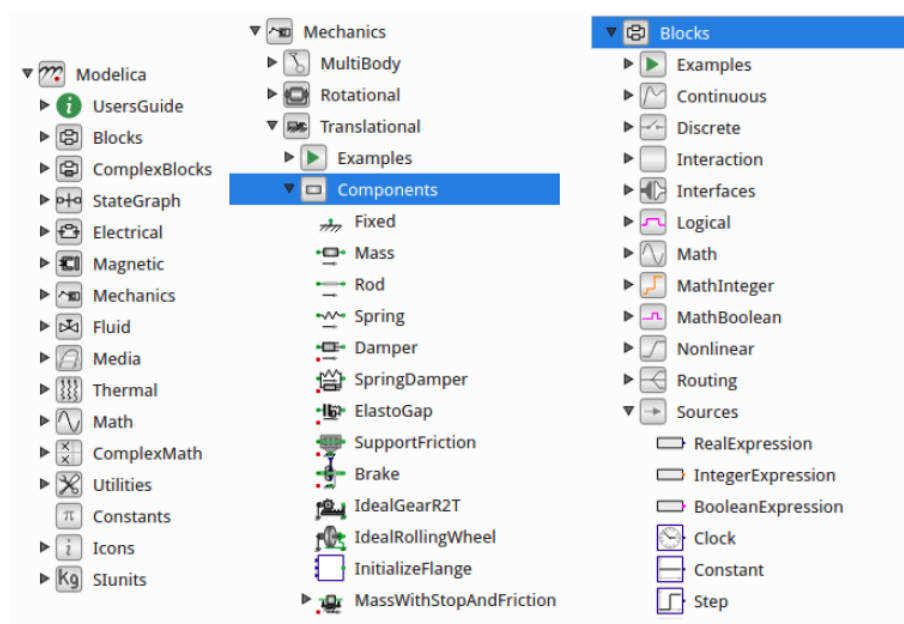 Modelica
UsersGuide
Blocks
ComplexBlocks
StateGraph
Electrical
Magnetic
Mechanics
Fluid
Media
Thermal
Math
ComplexMath
Utilities
Constants
Icons
SIunits
Mechanics
MultiBody
Rotational
Translational
Examples
Components
Fixed
Mass
Rod
Spring
Damper
SpringDamper
ElastoGap
SupportFriction
Brake
IdealGearR2T
IdealRollingWheel
InitializeFlange
MassWithStopAndFriction
Blocks
Examples
Continuous
Discrete
Interaction
Interfaces
Logical
Math
MathInteger
MathBoolean
Nonlinear
Routing
Sources
RealExpression
IntegerExpression
BooleanExpression
Clock
Constant
Step